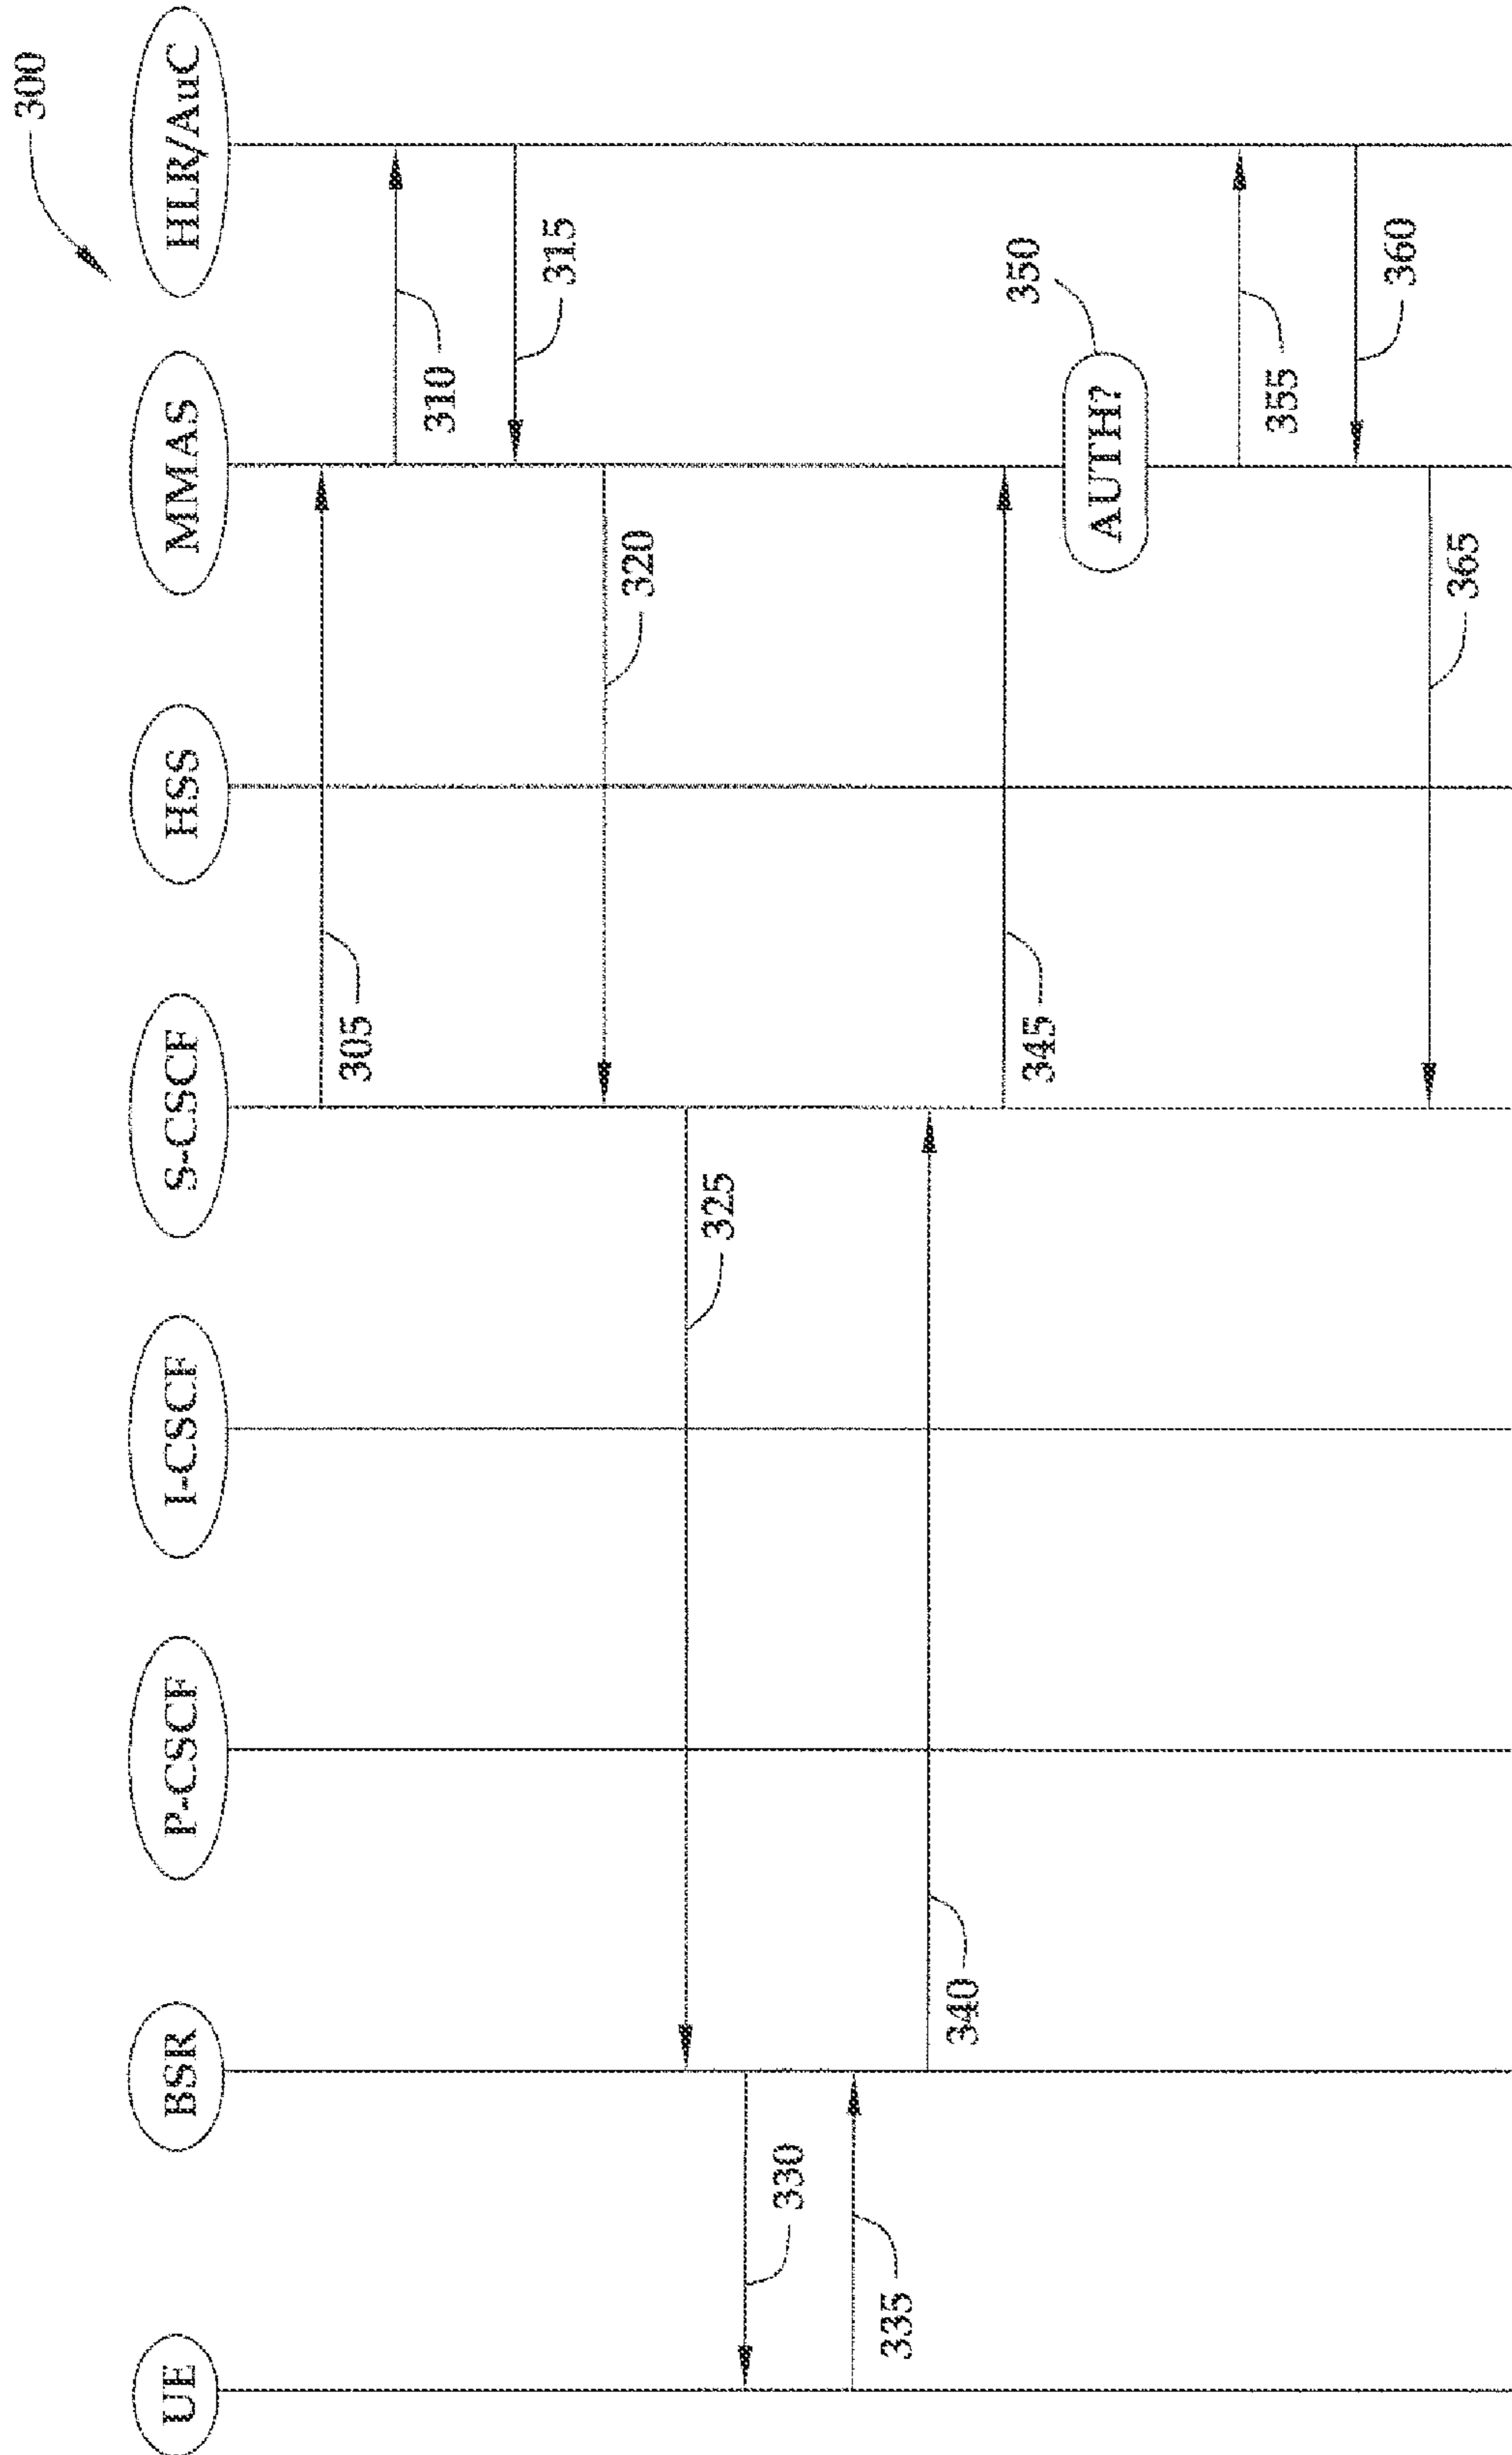 300
UE
BSR
P-CSCF
I-CSCF
S-CSCF
HSS
MMAS
HLR/AuC
305
310
315
320
325
330
335
340
345
AUTH?
350
355
360
365